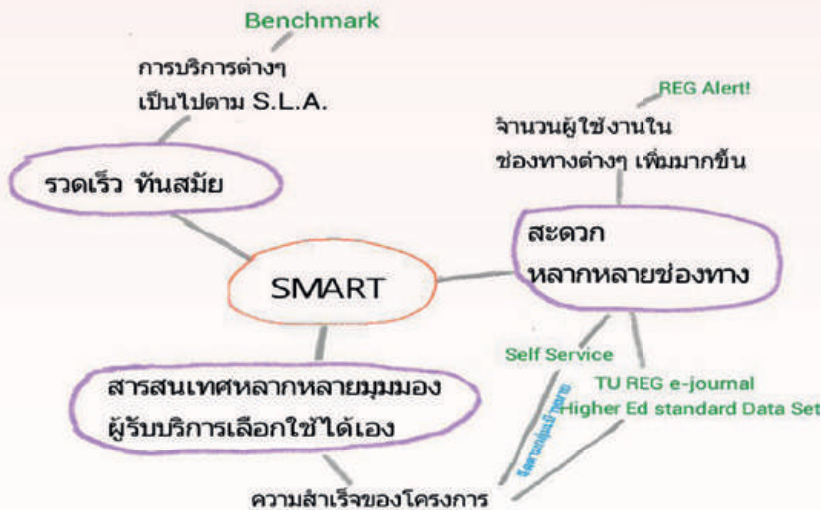 Benchmark
การบริการต่างๆ
เป็นไปตาม S.L.A.
REG Alert!
จำนวนผู้ใช้งานใน
ช่องทางต่างๆ เพิ่มมากขึ้น
รวดเร็ว ทันสมัย
สะดวก
หลากหลายช่องทาง
SMART
Self Service
สารสนเทศหลากหลายมุมมอง
ผู้รับบริการเลือกใช้ได้เอง
TU REG e-journal
Higher Ed standard Data Set
ความสำเร็จของโครงการ